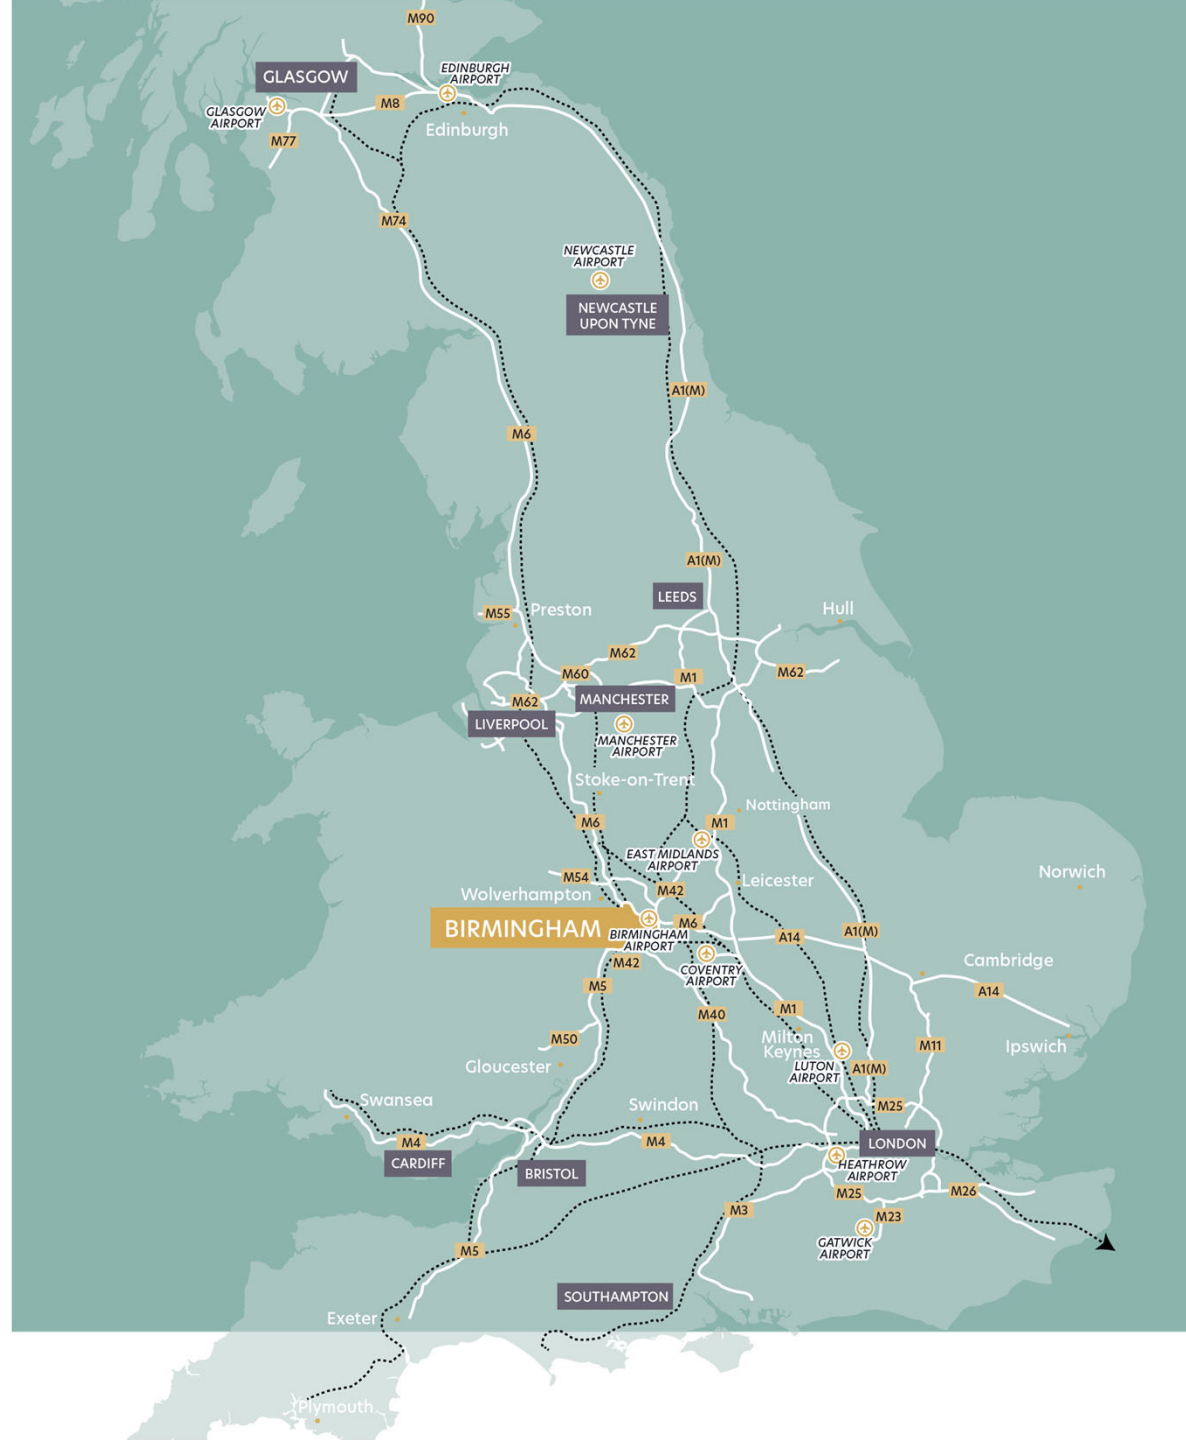 M90
EDINBURGH
AIRPORT
GLASGOW
M8
GLASGOW
AIRPORT
Edinburgh
M77
M74
NEWCASTLE
AIRPORT
NEWCASTLE
UPON TYNE
A1(M)
M6
A1(M)
LEEDS
M55
Preston
Hull
M62
M60
M1
M62
M62
MANCHESTER
LIVERPOOL
MANCHESTER
AIRPORT
Stoke-on-Trent
Nottingham
M6
M1
EAST MIDLANDS
AIRPORT
M54
Leicester
Norwich
Wolverhampton
M42
BIRMINGHAM
M6
BIRMINGHAM
AIRPORT
A14
A1(M)
M42
COVENTRY
AIRPORT
Cambridge
M5
A14
M40
M1
M50
Milton
Keynes
M11
Ipswich
Gloucester
LUTON
AIRPORT
A1(M)
Swansea
Swindon
M25
M4
M4
LONDON
CARDIFF
BRISTOL
HEATHROW
AIRPORT
M25
M26
M3
M23
GATWICK
AIRPORT
M5
SOUTHAMPTON
Exeter
Plymouth